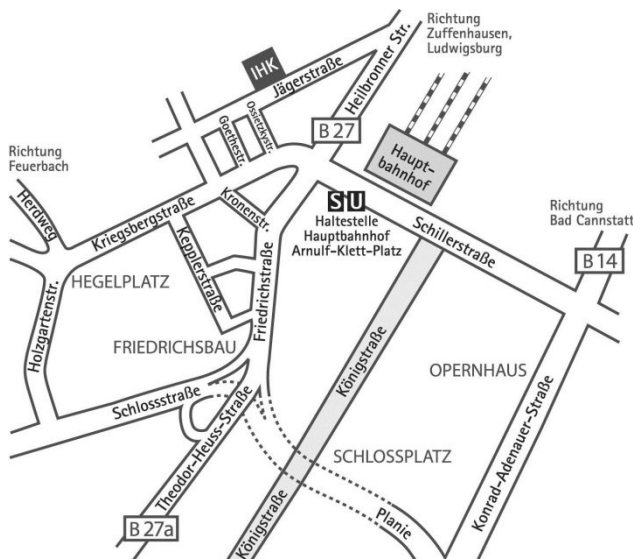 Richtung
Zuffenhausen,
Ludwigsburg
IHK
Jägerstraße
Heilbronner Str.
Ossietzkystr.
Goethestr.
B 27
Haupt-
bahnhof
Richtung
Feuerbach
Herdweg
Kriegsbergstraße
Kronenstr.
S U
Haltestelle
Hauptbahnhof
Arnulf-Klett-Platz
Schillerstraße
Richtung
Bad Cannstatt
B 14
Kepplerstraße
HEGELPLATZ
Holzgartenstr.
Friedrichstraße
FRIEDRICHSBAU
Königstraße
OPERNHAUS
Schlossstraße
Theodor-Heuss-Straße
SCHLOSSPLATZ
Konrad-Adenauer-Straße
Planie
Königstraße
B 27a